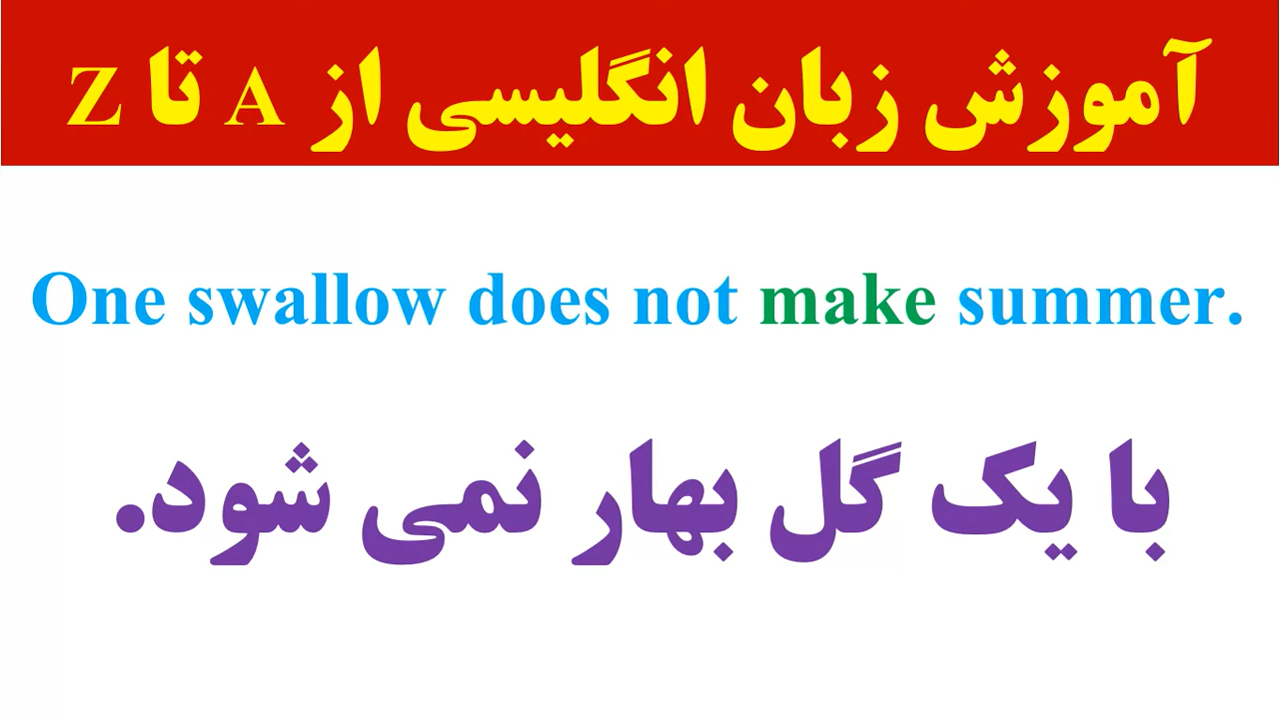 آموزش زبان انگلیسی از A تا Z
One swallow does not make summer.
با یک گل بهار نمی شود.